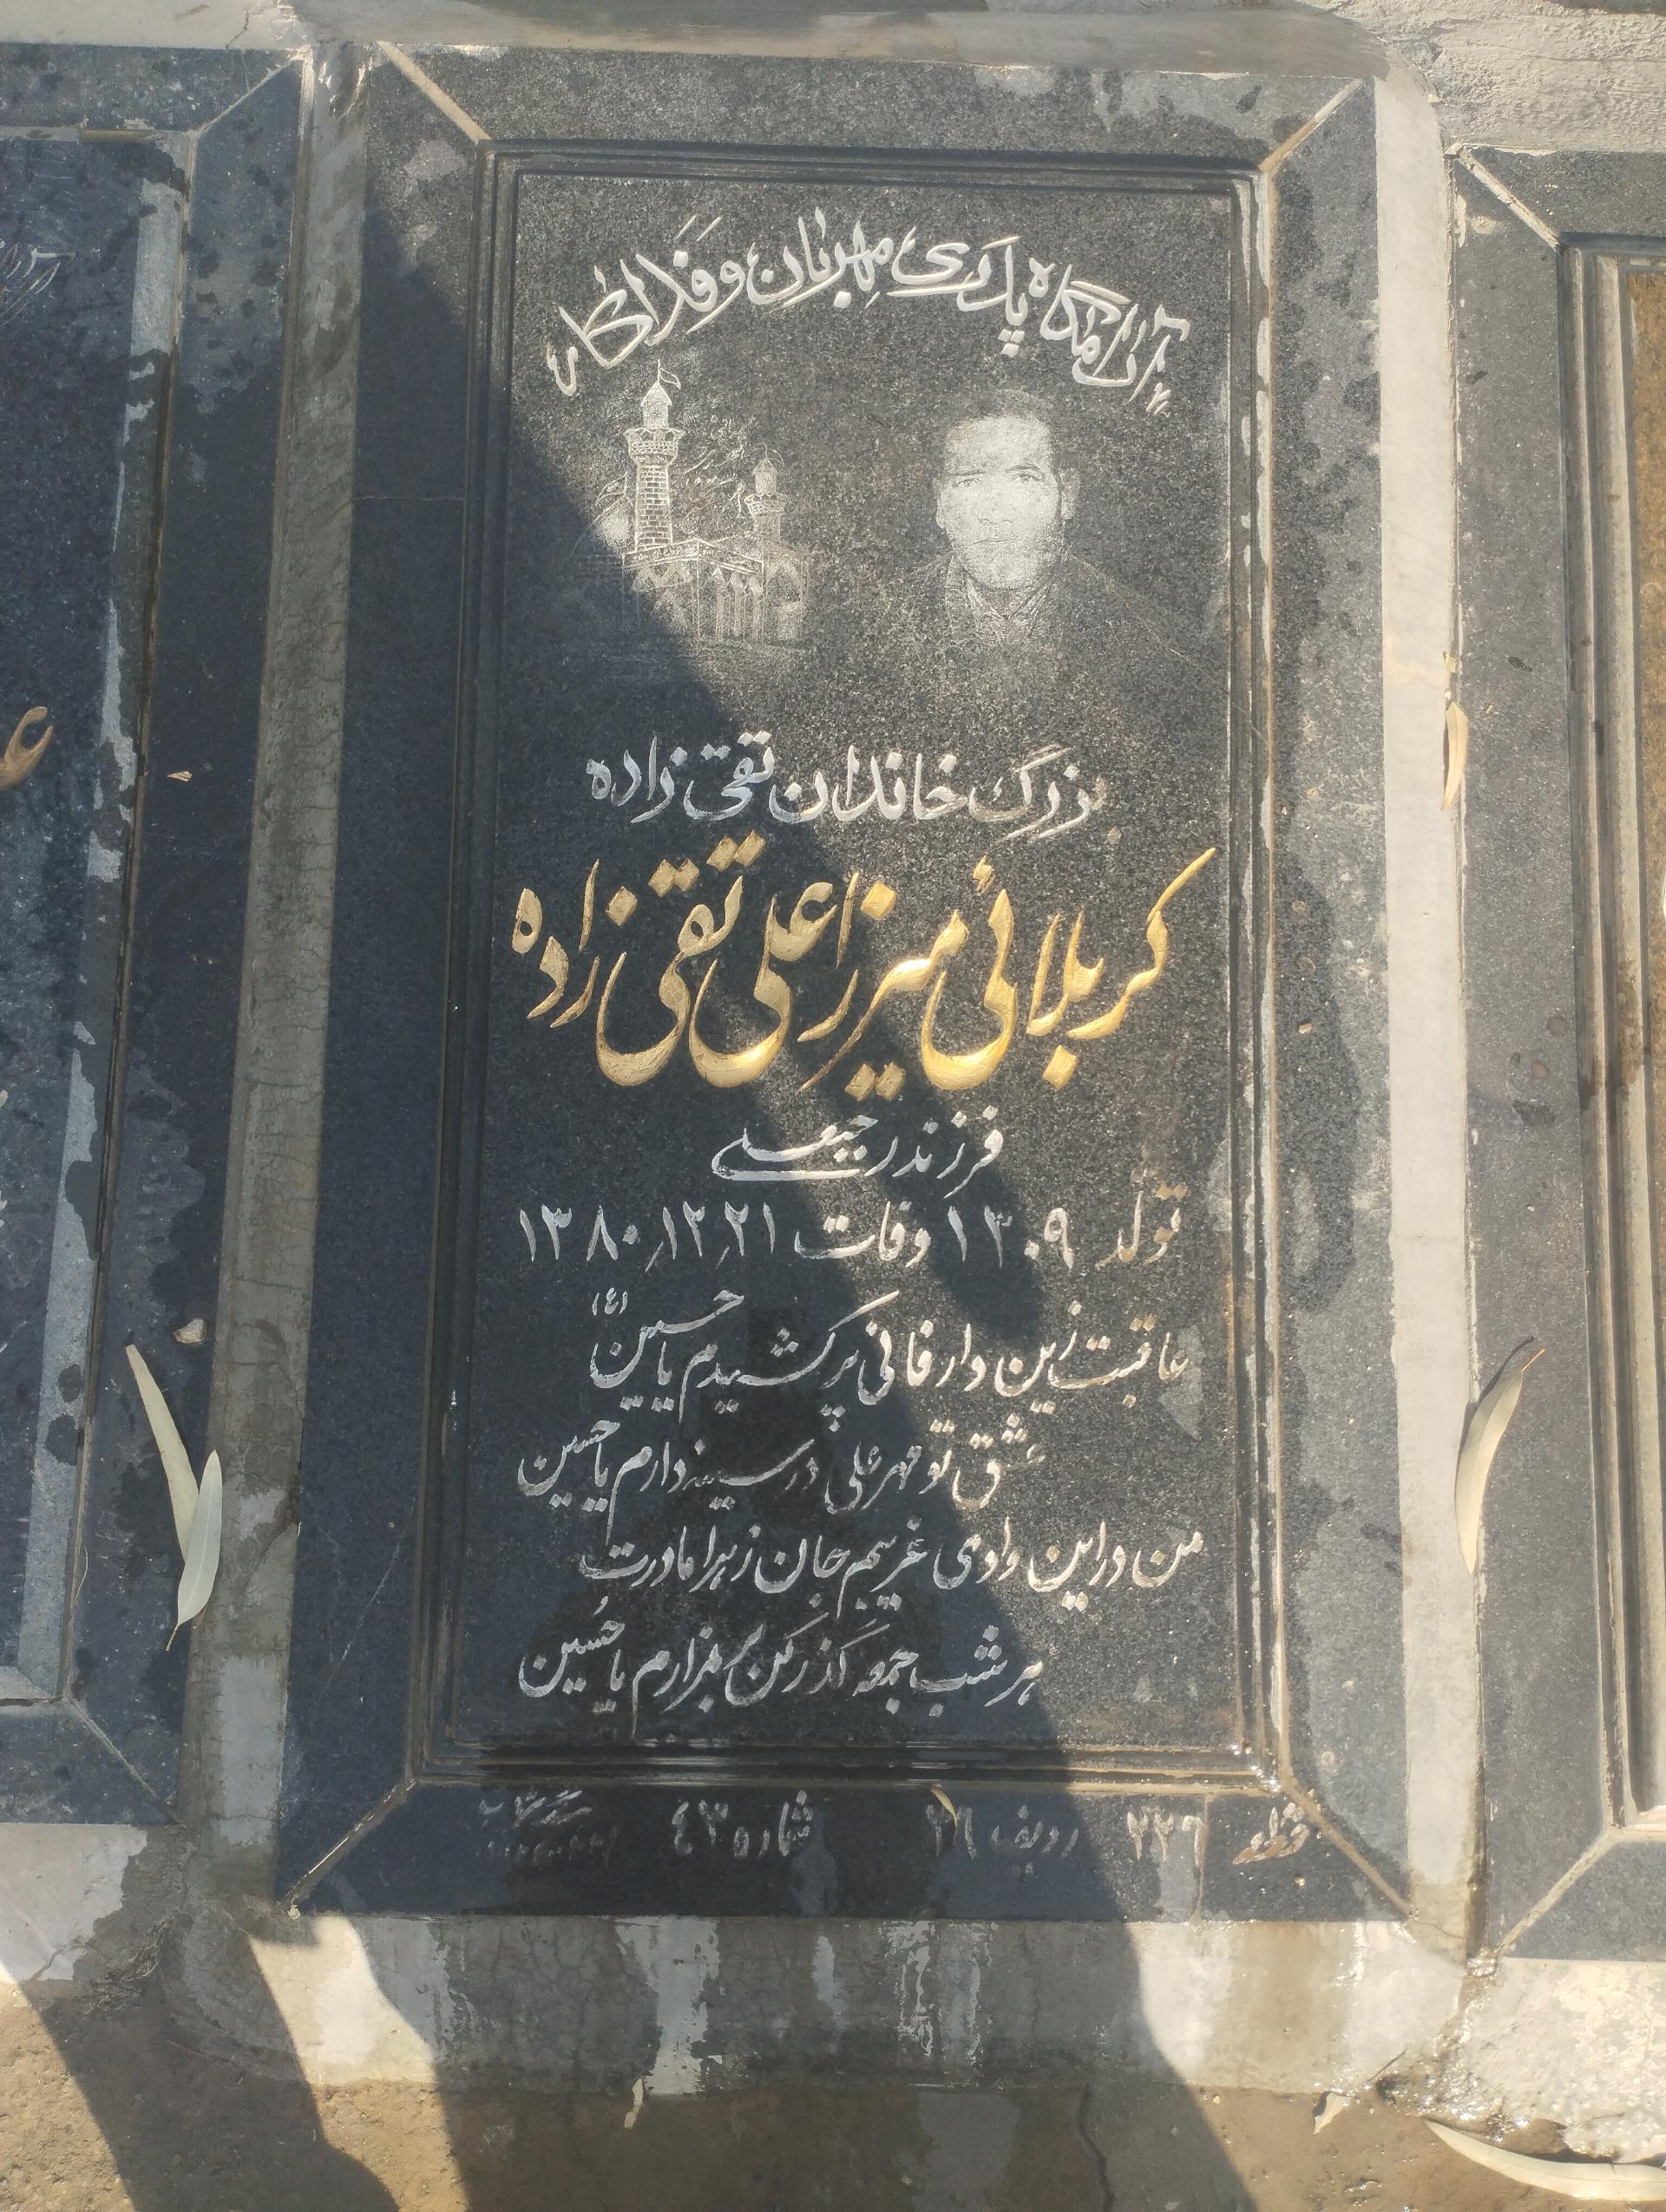 آرامگاه پدری مهربان و فداکار
بزرگ خاندان تقی زاده
کربلائی میرزاعلی تقی زاده
فرزند رجبعلی
تولد ۱۳۰۹ وفات ۱۳۸۰٫۱۲٫۲۱
عاقبت زین دار فانی پر کشیدم یا حسین (ع)
عشق تو مهر علی در سینه دارم یا حسین
من در این وادی غریبم جان زهرا مادرت
هر شب جمعه گذر کن بر مزارم یا حسین
قطعه ۲۲۶ ردیف ۲۶ شماره ۴۳